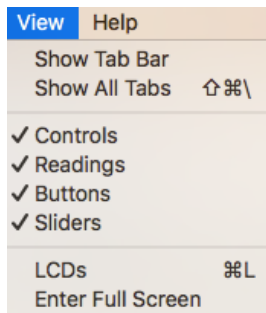 View Help
Show Tab Bar
Show All Tabs ⇧⌘\
✓ Controls
✓ Readings
✓ Buttons
✓ Sliders
LCDs ⌘L
Enter Full Screen